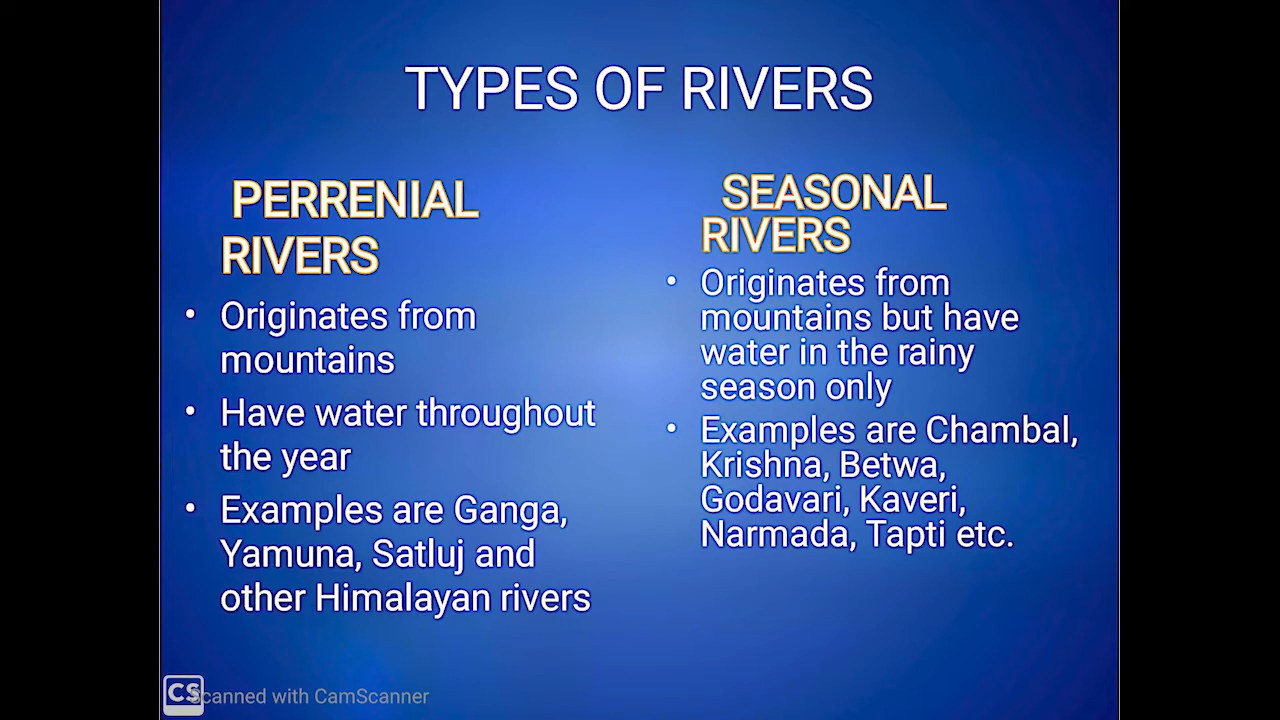 TYPES OF RIVERS
PERRENIAL
RIVERS
• Originates from
mountains
• Have water throughout
the year
• Examples are Ganga,
Yamuna, Satluj and
other Himalayan rivers
SEASONAL
RIVERS
• Originates from
mountains but have
water in the rainy
season only
• Examples are Chambal,
Krishna, Betwa,
Godavari, Kaveri,
Narmada, Tapti etc.
CS Scanned with CamScanner